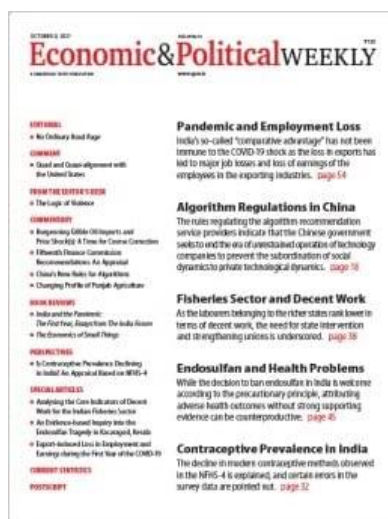 OCTOBER 9, 2021
Economic&PoliticalWEEKLY
A SAMEEKSHA TRUST PUBLICATION
www.epw.in
EDITORIAL
No Ordinary Road Rage
COMMENT
Quad and Quasi-alignment with
the United States
FROM THE EDITOR'S DESK
The Logic of Violence
COMMENTARY
Burgeoning Edible Oil Imports and
Price Shock(s): A Time for Course Correction
Fifteenth Finance Commission
Recommendations: An Appraisal
China's New Rules for Algorithms
Changing Profile of Punjab Agriculture
BOOK REVIEWS
India and the Pandemic:
The First Year, Essays from The India Forum
The Economics of Small Things
PERSPECTIVES
Is Contraceptive Prevalence Declining
in India? An Appraisal Based on NFHS-4
SPECIAL ARTICLES
Analysing the Core Indicators of Decent
Work for the Indian Fisheries Sector
An Evidence-based Inquiry into the
Endosulfan Tragedy in Kasaragod, Kerala
Export-induced Loss in Employment and
Earnings during the First Year of the COVID-19
CURRENT STATISTICS
POSTSCRIPT
Pandemic and Employment Loss
India's so-called "comparative advantage" has not been
immune to the COVID-19 shock as the loss in exports has
led to major job losses and loss of earnings of the
employees in the exporting industries. page 54
Algorithm Regulations in China
The rules regulating the algorithm recommendation
service providers indicate that the Chinese government
seeks to end the era of unrestrained operation of technology
companies to prevent the subordination of social
dynamics to private technological dynamics. page 18
Fisheries Sector and Decent Work
As the labourers belonging to the richer states rank lower in
terms of decent work, the need for state intervention
and strengthening unions is underscored. page 38
Endosulfan and Health Problems
While the decision to ban endosulfan in India is welcome
according to the precautionary principle, attributing
adverse health outcomes without strong supporting
evidence can be counterproductive. page 45
Contraceptive Prevalence in India
The decline in modern contraceptive methods observed
in the NFHS-4 is explained, and certain errors in the
survey data are pointed out. page 32